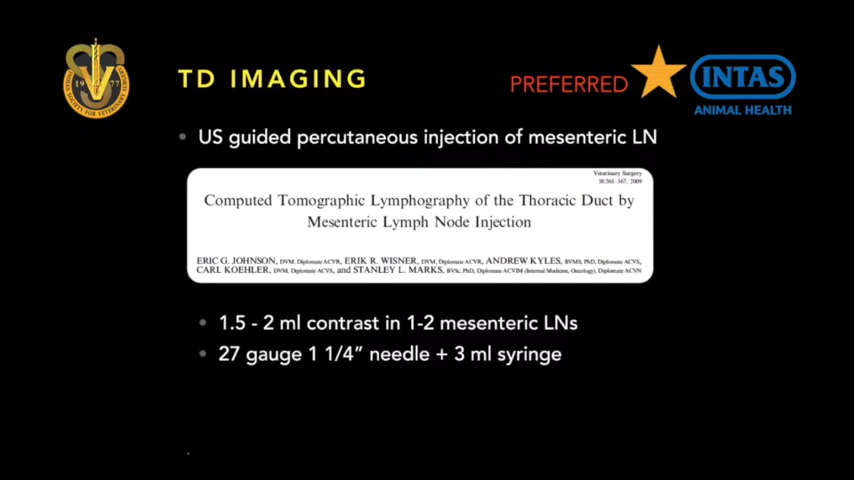 19 77
TD IMAGING
PREFERRED
INTAS
ANIMAL HEALTH
• US guided percutaneous injection of mesenteric LN
Veterinary Surgery
38:361–367, 2009
Computed Tomographic Lymphography of the Thoracic Duct by
Mesenteric Lymph Node Injection
ERIC G. JOHNSON, DVM, Diplomate ACVR, ERIK R. WISNER, DVM, Diplomate ACVR, ANDREW KYLES, BVMS, PhD, Diplomate ACVS,
CARL KOEHLER, DVM, Diplomate ACVS, and STANLEY L. MARKS, BVSc, PhD, Diplomate ACVIM (Internal Medicine, Oncology), Diplomate ACVN
• 1.5 - 2 ml contrast in 1-2 mesenteric LNs
• 27 gauge 1 1/4” needle + 3 ml syringe